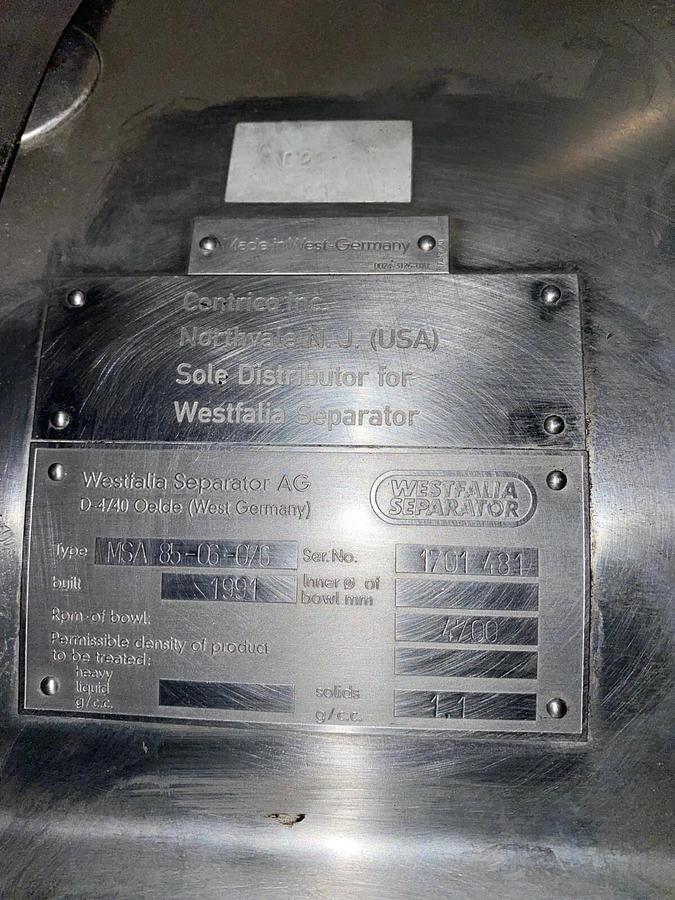 Made in West-Germany
Centrico Inc.
Northvale N. J. (USA)
Sole Distributor for
Westfalia Separator
Westfalia Separator AG
D-4740 Oelde (West Germany)
WESTFALIA
SEPARATOR
Type MSA 85-06-076 Ser. No. 1701 481
built 1991 Inner ø of
bowl mm
Rpm of bowl: 4700
Permissible density of product
to be treated:
heavy
liquid
g/c.c.
solids
g/c.c. 1.1